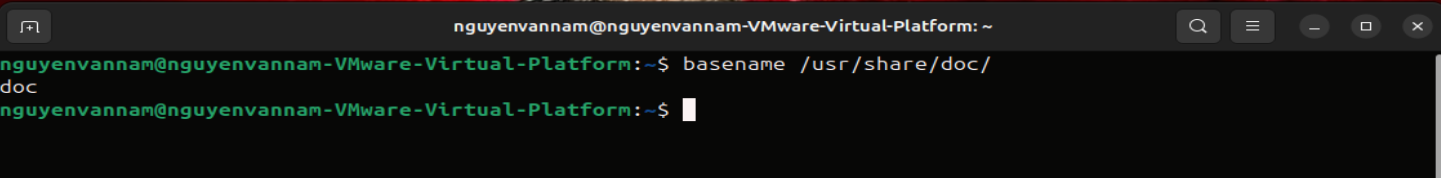 nguyenvannam@nguyenvannam-VMware-Virtual-Platform: ~
nguyenvannam@nguyenvannam-VMware-Virtual-Platform:~$ basename /usr/share/doc/
doc
nguyenvannam@nguyenvannam-VMware-Virtual-Platform:~$